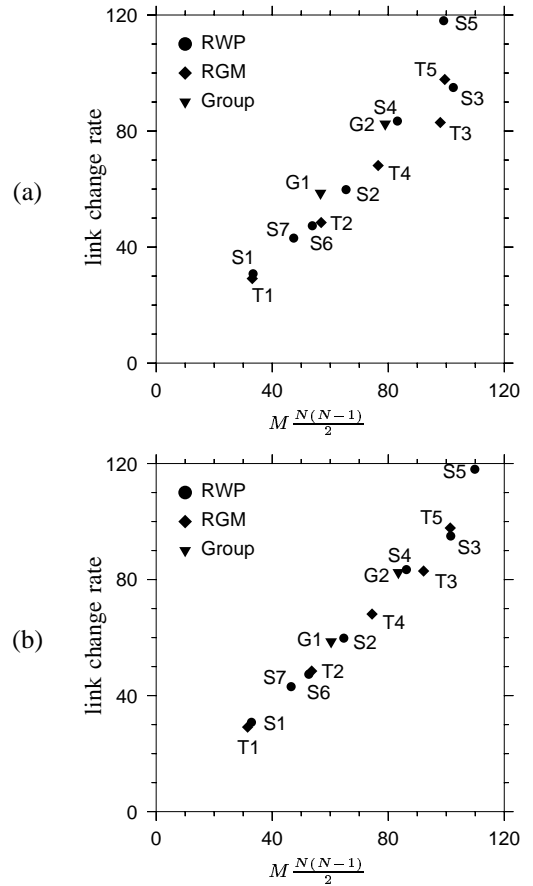 (a)
link change rate
120
80
40
0
RWP
RGM
Group
S5
T5
S3
S4
G2
T3
T4
G1
S2
S7
T2
S6
S1
T1
0 40 80 120
M N(N−1)/2
(b)
link change rate
120
80
40
0
RWP
RGM
Group
S5
T5
S3
S4
G2
T3
T4
G1
S2
S7
T2
S6
S1
T1
0 40 80 120
M N(N−1)/2